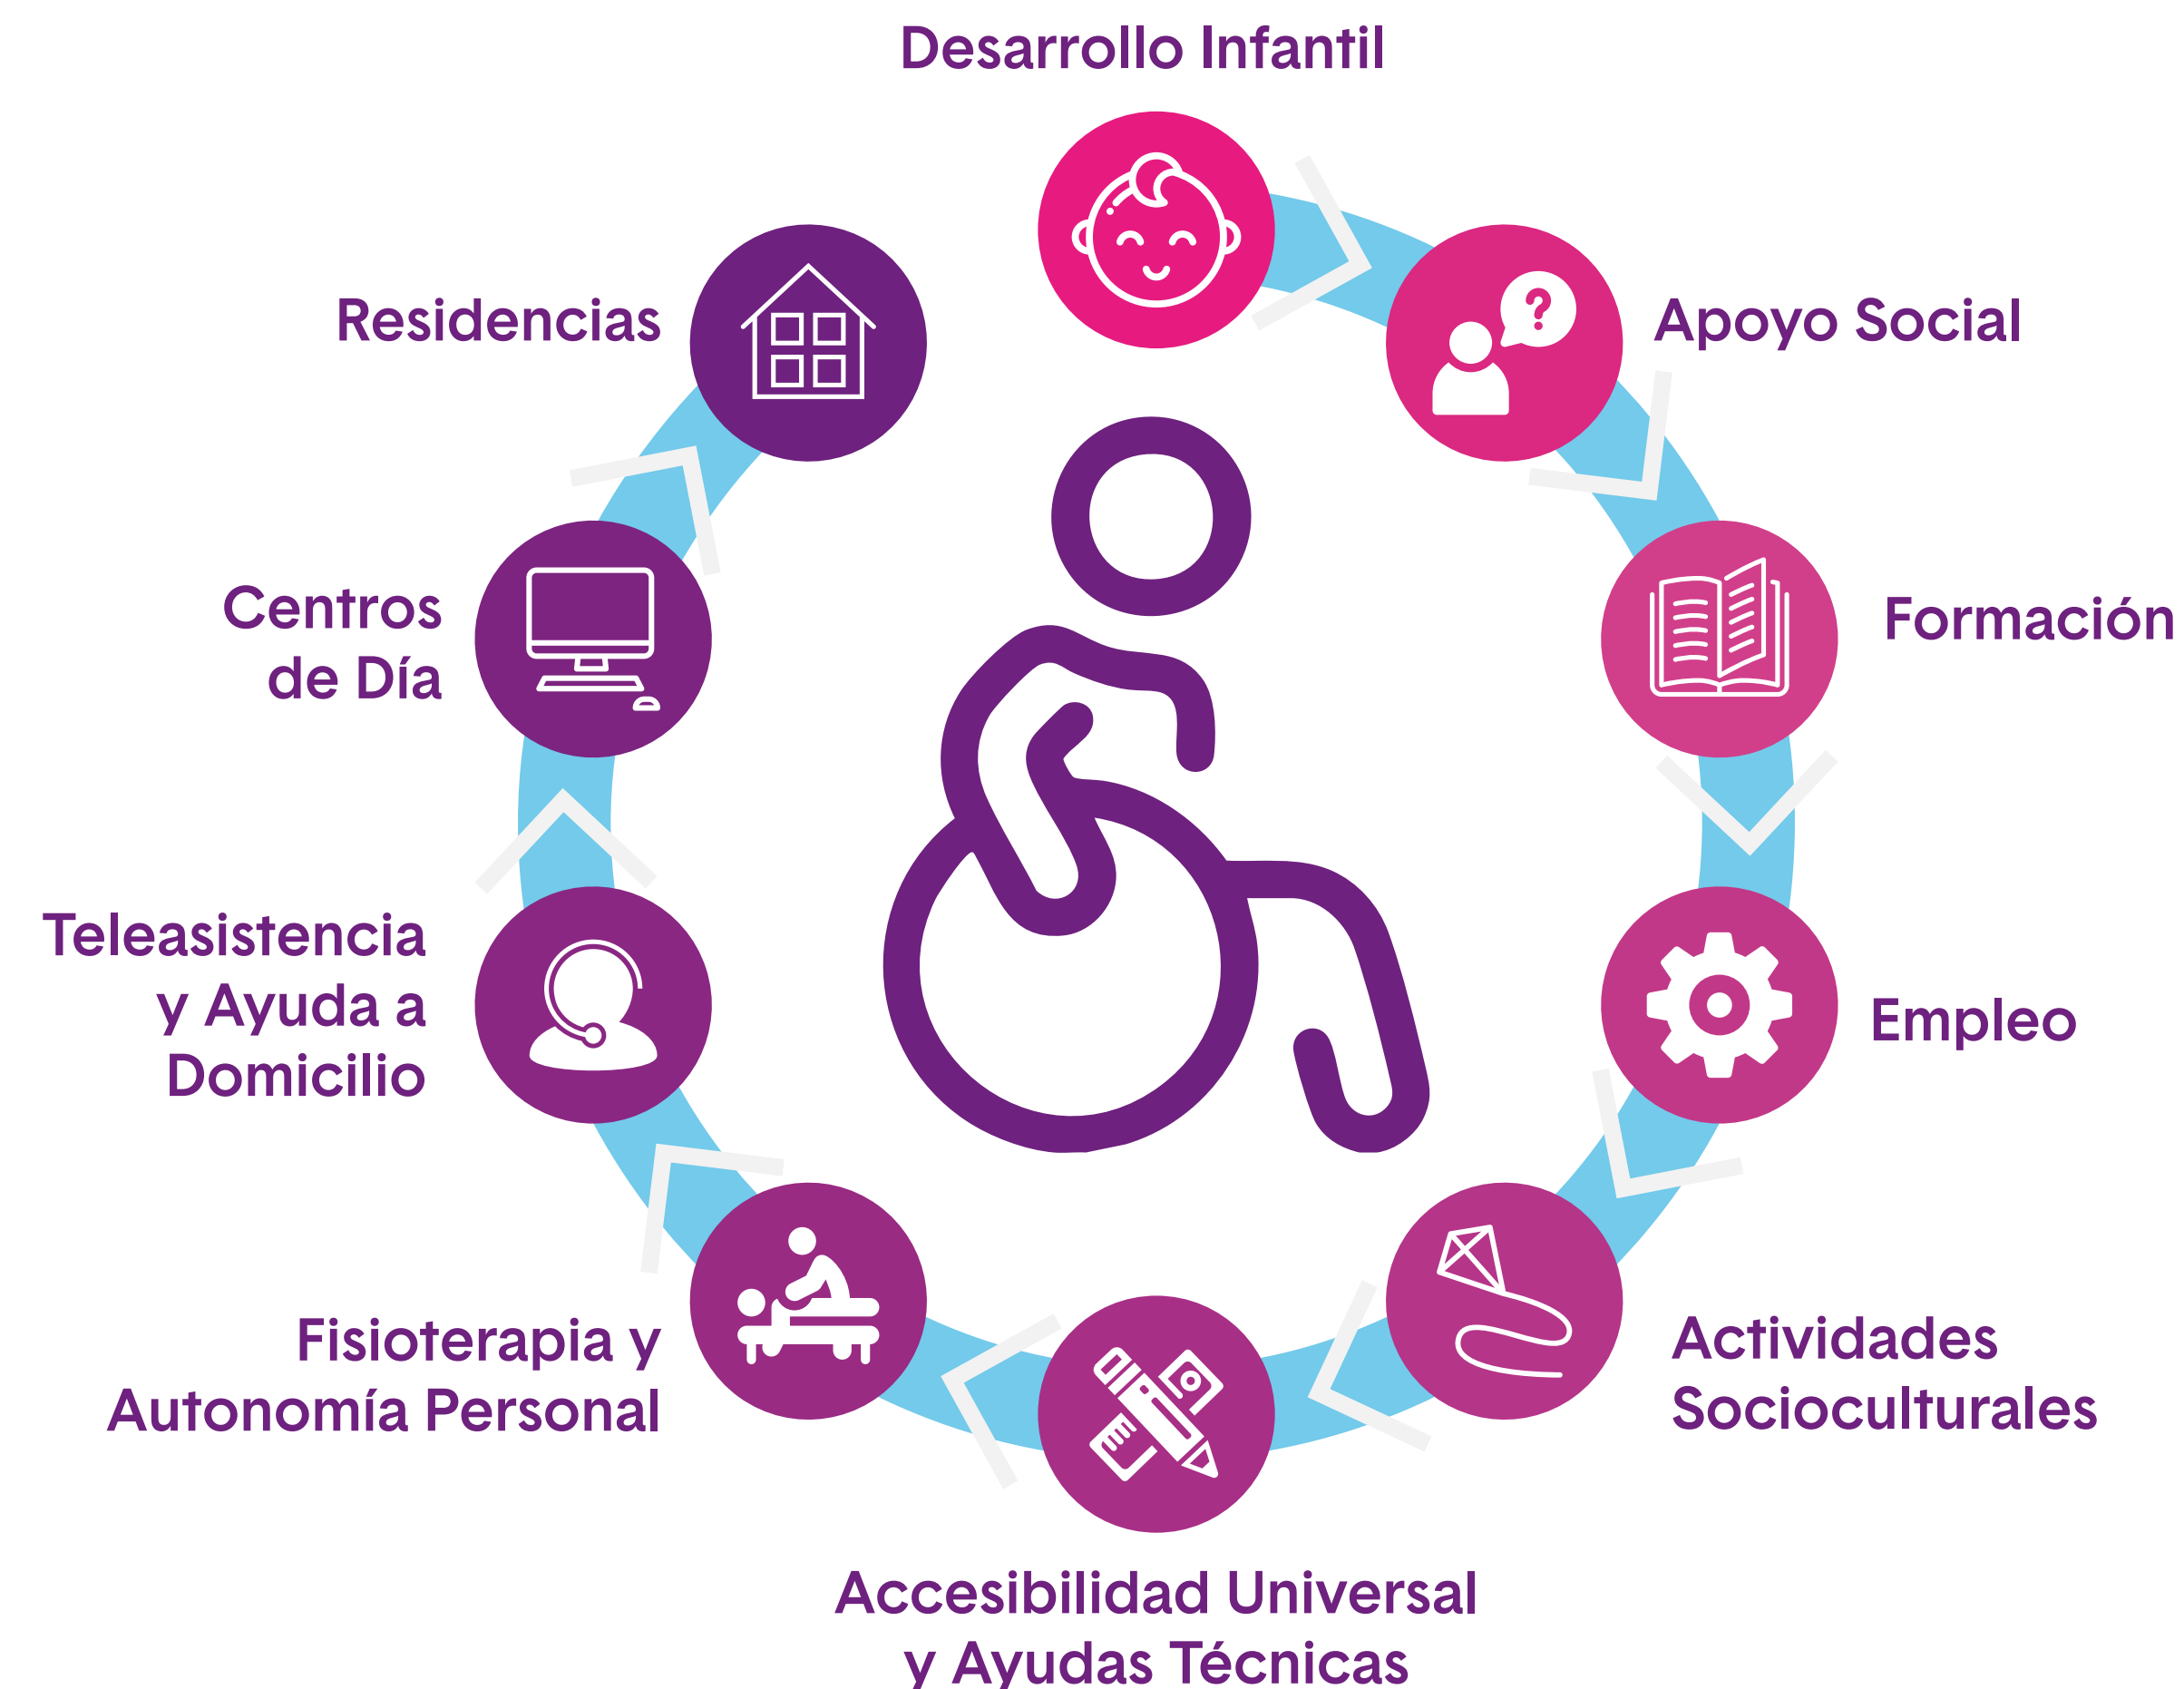 Desarrollo Infantil
Apoyo Social
Formación
Empleo
Actividades
Socioculturales
Accesibilidad Universal
y Ayudas Técnicas
Fisioterapia y
Autonomía Personal
Teleasistencia
y Ayuda a
Domicilio
Centros
de Día
Residencias
?